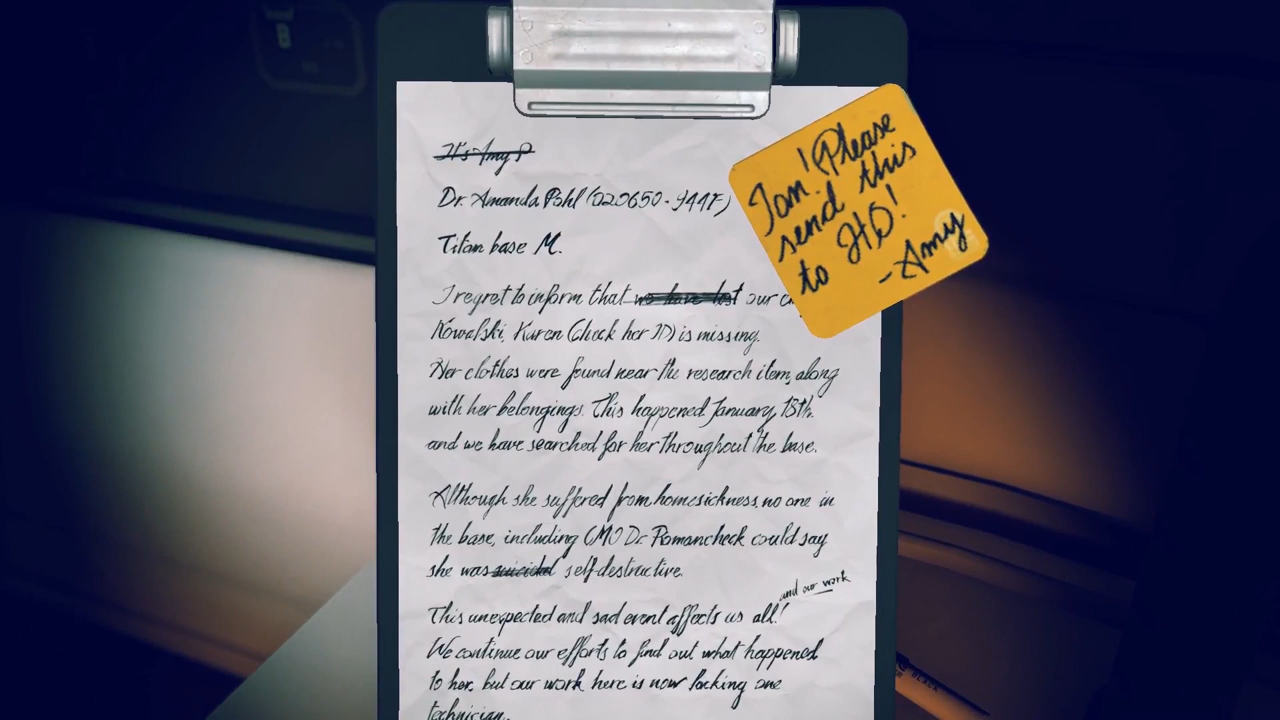 It's Amy P
Dr. Amanda Pohl (020650-9441F)
Titan base M.
I regret to inform that we have lost our
Kowalski, Karen (Check her ID) is missing.
Her clothes were found near the research item, along
with her belongings. This happened January, 13th.
and we have searched for her throughout the base.
Although she suffered from homesickness, no one in
the base, including CMO Dr. Romancheck could say
she was suicidal self-destructive.
and our work
This unexpected and sad event affects us all!
We continue our efforts to find out what happened
to her, but our work here is now lacking one
technician.
Ian! Please
send this
to HQ!
-Amy
B
BLACK